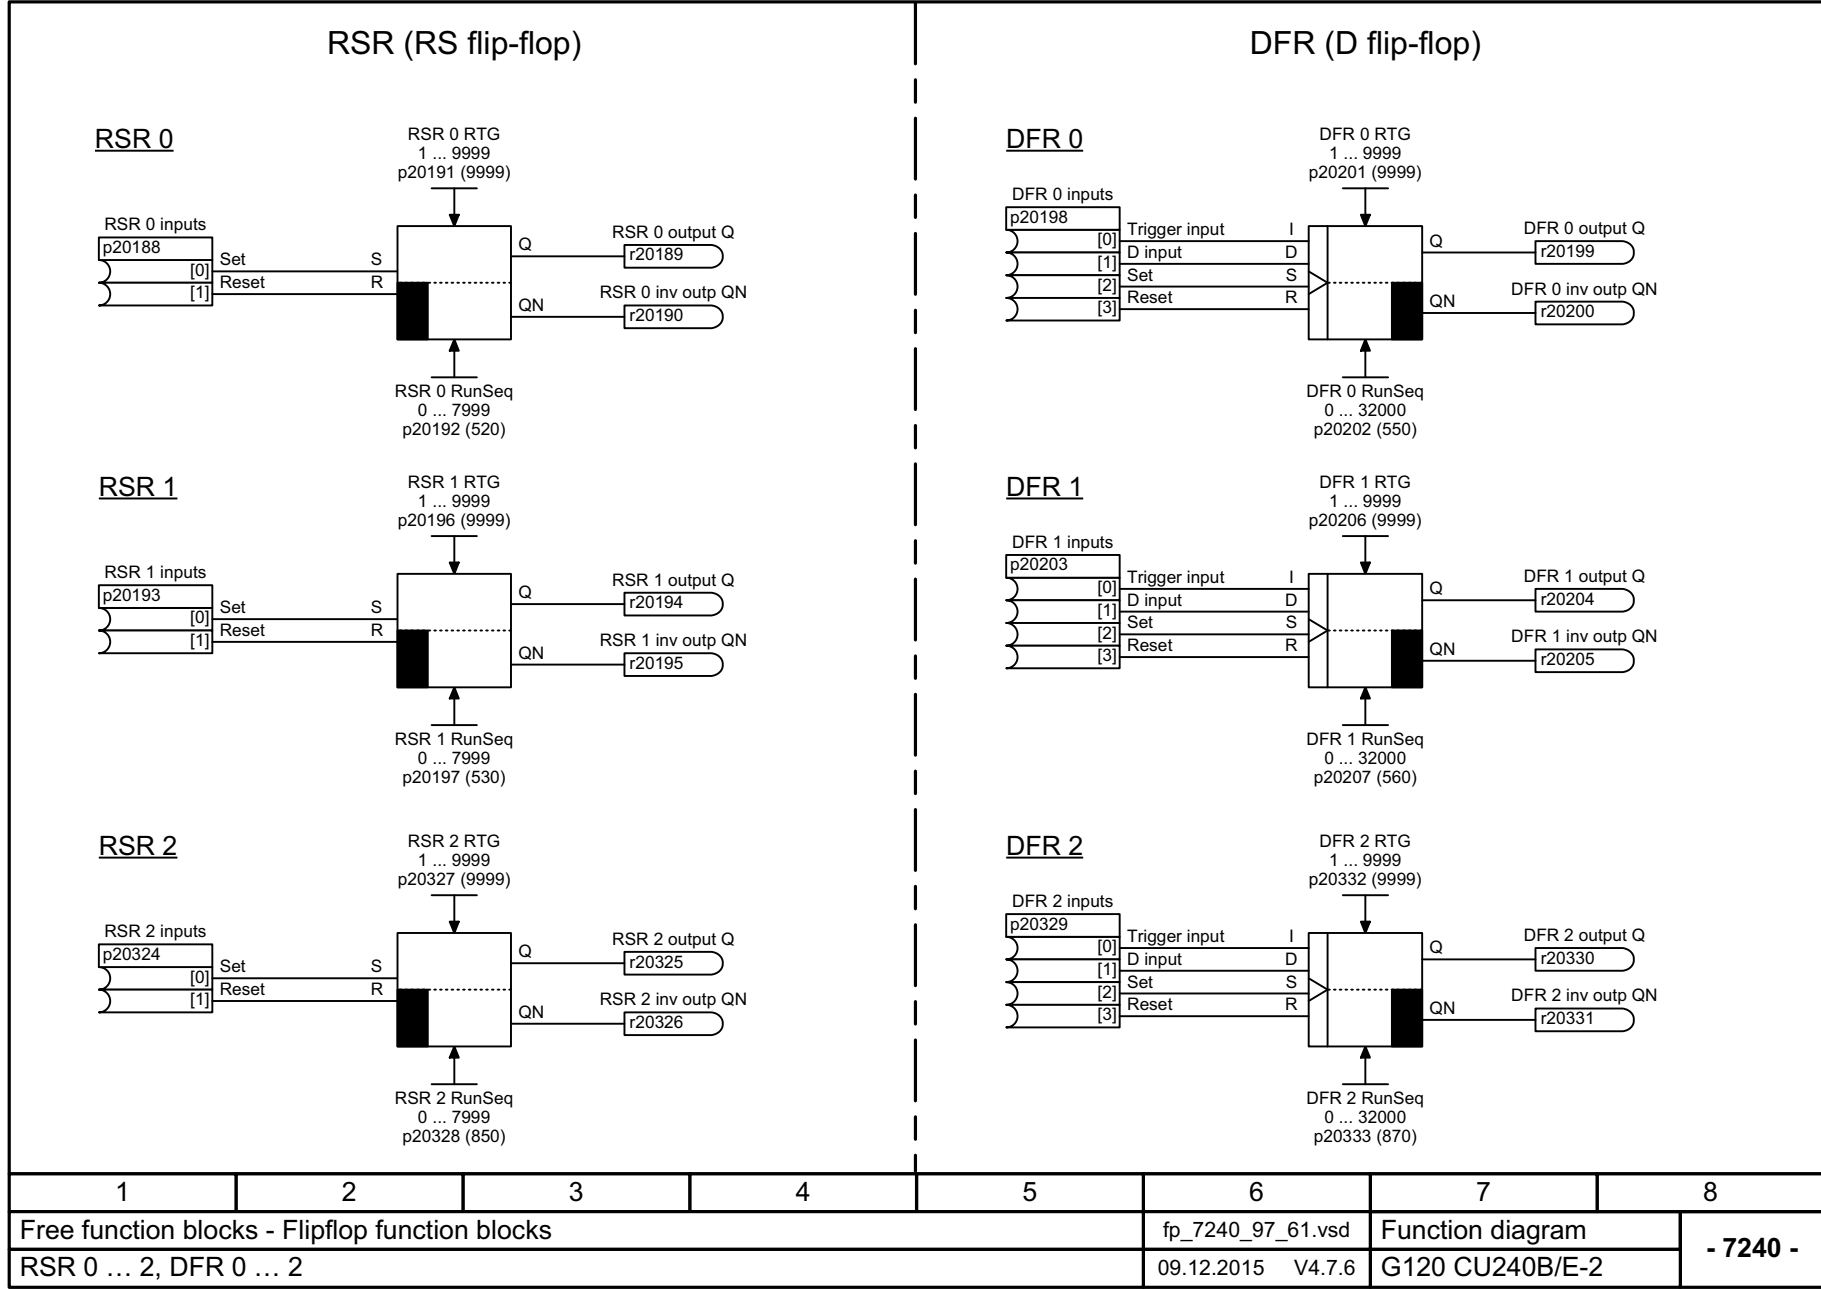 RSR (RS flip-flop)
RSR 0
RSR 0 RTG
1 ... 9999
p20191 (9999)
RSR 0 inputs
p20188
[0]
Set
S
[1]
Reset
R
Q
RSR 0 output Q
r20189
QN
RSR 0 inv outp QN
r20190
RSR 0 RunSeq
0 ... 7999
p20192 (520)
RSR 1
RSR 1 RTG
1 ... 9999
p20196 (9999)
RSR 1 inputs
p20193
[0]
Set
S
[1]
Reset
R
Q
RSR 1 output Q
r20194
QN
RSR 1 inv outp QN
r20195
RSR 1 RunSeq
0 ... 7999
p20197 (530)
RSR 2
RSR 2 RTG
1 ... 9999
p20327 (9999)
RSR 2 inputs
p20324
[0]
Set
S
[1]
Reset
R
Q
RSR 2 output Q
r20325
QN
RSR 2 inv outp QN
r20326
RSR 2 RunSeq
0 ... 7999
p20328 (850)
DFR (D flip-flop)
DFR 0
DFR 0 RTG
1 ... 9999
p20201 (9999)
DFR 0 inputs
p20198
[0]
Trigger input
I
[1]
D input
D
[2]
Set
S
[3]
Reset
R
Q
DFR 0 output Q
r20199
QN
DFR 0 inv outp QN
r20200
DFR 0 RunSeq
0 ... 32000
p20202 (550)
DFR 1
DFR 1 RTG
1 ... 9999
p20206 (9999)
DFR 1 inputs
p20203
[0]
Trigger input
I
[1]
D input
D
[2]
Set
S
[3]
Reset
R
Q
DFR 1 output Q
r20204
QN
DFR 1 inv outp QN
r20205
DFR 1 RunSeq
0 ... 32000
p20207 (560)
DFR 2
DFR 2 RTG
1 ... 9999
p20332 (9999)
DFR 2 inputs
p20329
[0]
Trigger input
I
[1]
D input
D
[2]
Set
S
[3]
Reset
R
Q
DFR 2 output Q
r20330
QN
DFR 2 inv outp QN
r20331
DFR 2 RunSeq
0 ... 32000
p20333 (870)
1 2 3 4 5 6 7 8
Free function blocks - Flipflop function blocks
fp_7240_97_61.vsd
Function diagram
- 7240 -
RSR 0 … 2, DFR 0 … 2
09.12.2015 V4.7.6
G120 CU240B/E-2